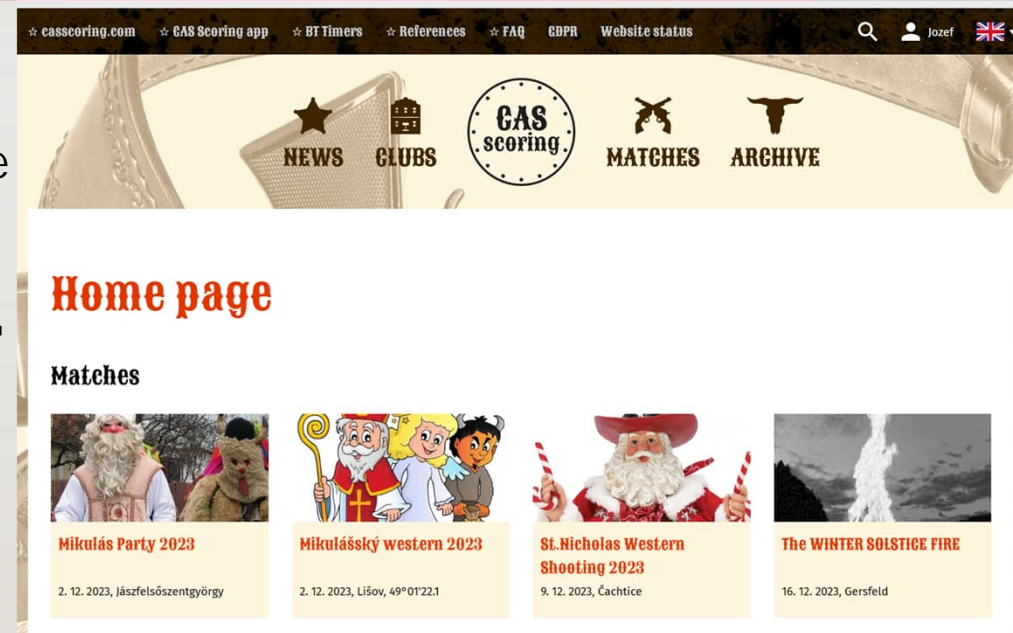 ☆ casscoring.com ☆ CAS Scoring app ☆ BT Timers ☆ References ☆ FAQ GDPR Website status Jozef
NEWS CLUBS CAS scoring MATCHES ARCHIVE
e
Home page
Matches
Mikulás Party 2023
2. 12. 2023, Jászfelsőszentgyörgy
Mikulášský western 2023
2. 12. 2023, Lišov, 49°01'22.1
St.Nicholas Western
Shooting 2023
9. 12. 2023, Čachtice
The WINTER SOLSTICE FIRE
16. 12. 2023, Gersfeld